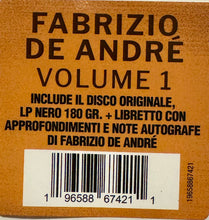 FABRIZIO
DE ANDRÉ
VOLUME 1
INCLUDE IL DISCO ORIGINALE,
LP NERO 180 GR. + LIBRETTO CON
APPROFONDIMENTI E NOTE AUTOGRAFE
DI FABRIZIO DE ANDRÉ
1 96588 67421 1
19658867421